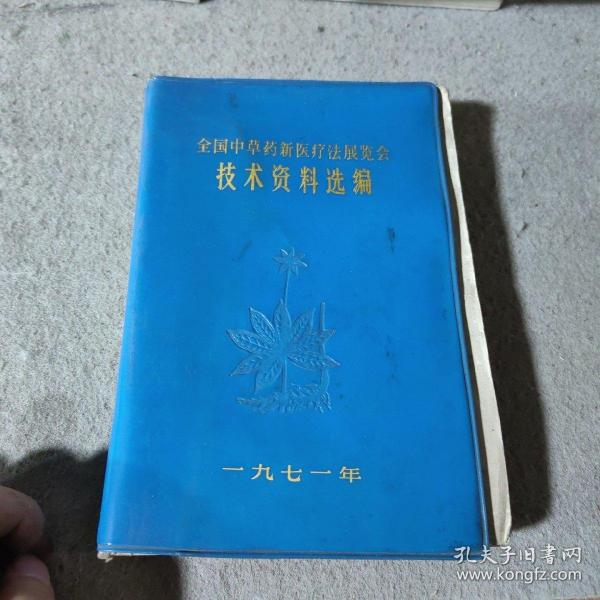 全国中草药新医疗法展览会
技术资料选编
一九七一年
孔夫子旧书网
www.kongfz.com